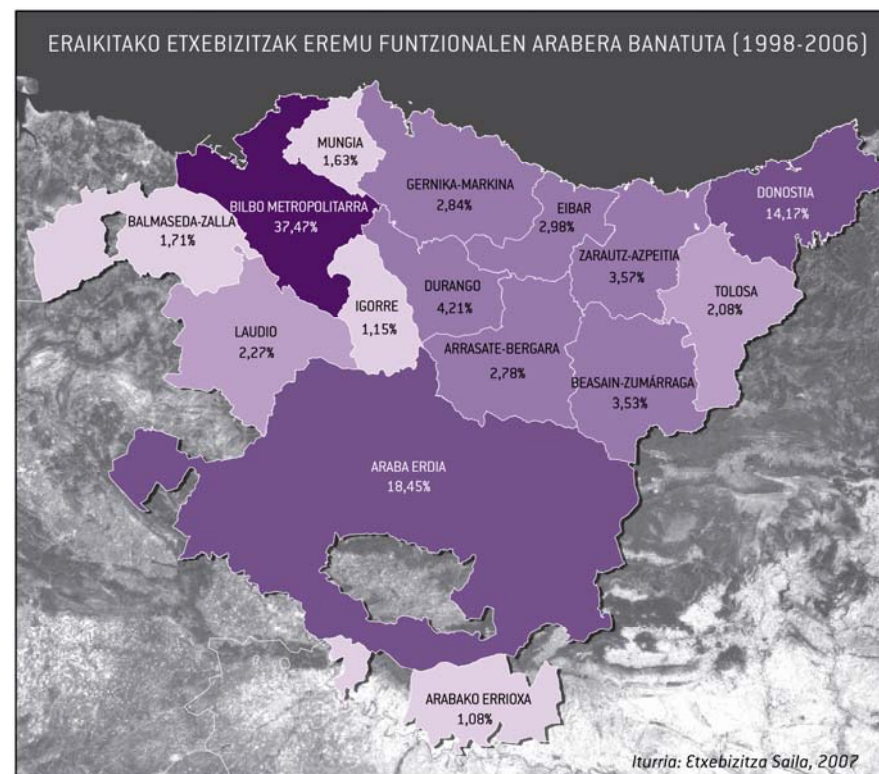 ERAIKITAKO ETXEBIZITZAK EREMU FUNTZIONALEN ARABERA BANATUTA (1998-2006)
MUNGIA
1,63%
GERNIKA-MARKINA
2,84%
EIBAR
2,98%
DONOSTIA
14,17%
BALMASEDA-ZALLA
1,71%
BILBO METROPOLITARRA
37,47%
ZARAUTZ-AZPEITIA
3,57%
DURANGO
4,21%
TOLOSA
2,08%
IGORRE
1,15%
LAUDIO
2,27%
ARRASATE-BERGARA
2,78%
BEASAIN-ZUMÁRRAGA
3,53%
ARABA ERDIA
18,45%
ARABAKO ERRIOXA
1,08%
Iturria: Etxebizitza Saila, 2007